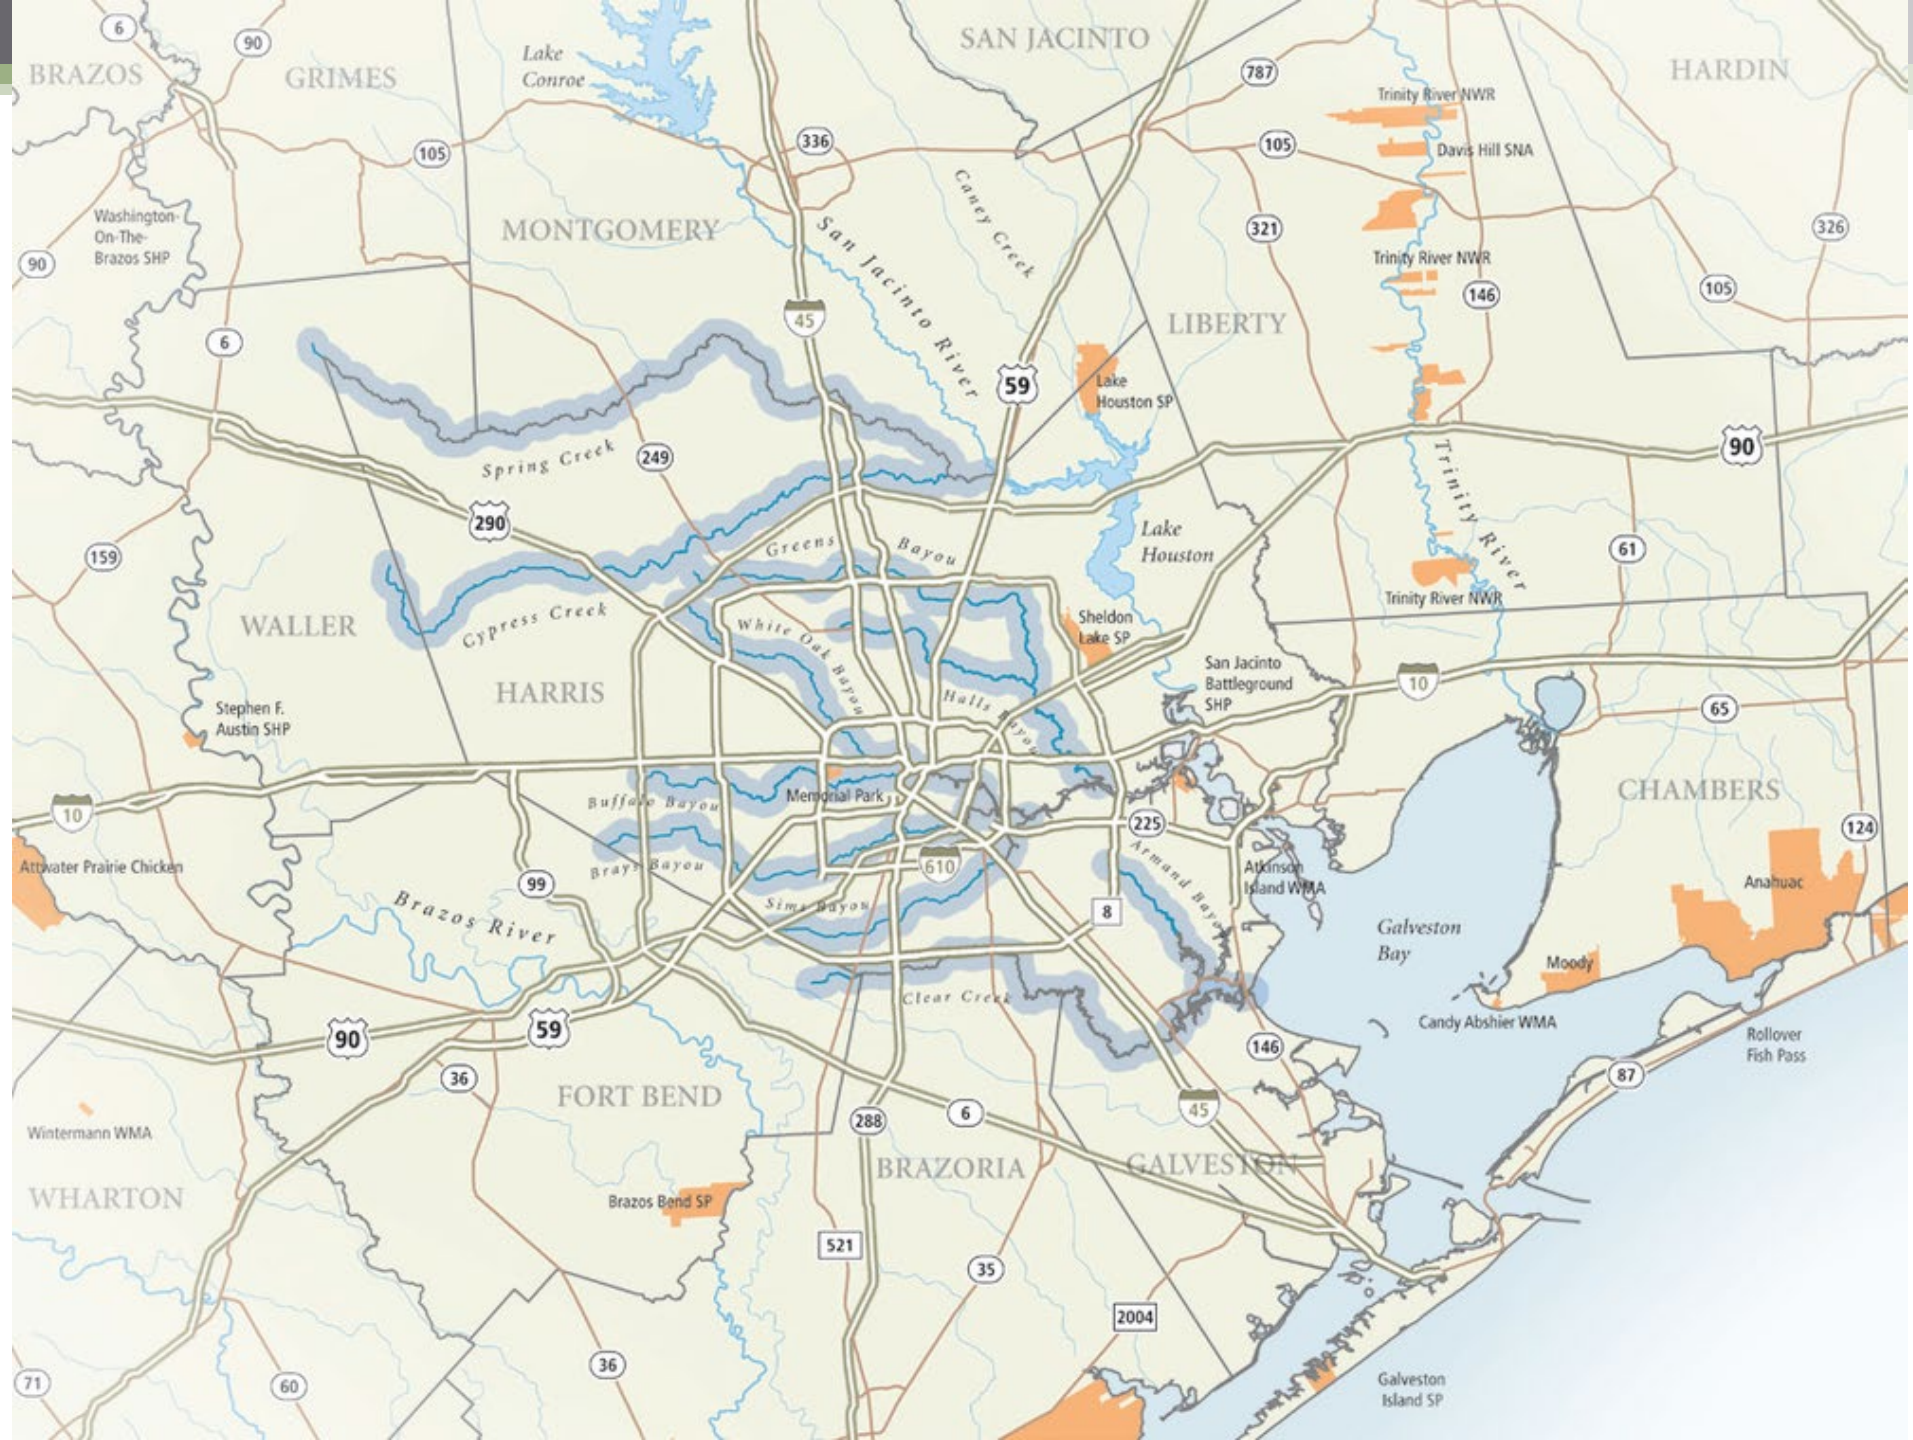 6
90
BRAZOS
GRIMES
Lake
Conroe
SAN JACINTO
787
HARDIN
Trinity River NWR
105
336
105
Davis Hill SNA
Caney Creek
Washington-
On-The-
Brazos SHP
MONTGOMERY
San Jacinto River
321
326
90
Trinity River NWR
146
105
6
45
LIBERTY
59
Lake
Houston SP
Spring Creek
249
90
Trinity River
290
159
Greens Bayou
Lake
Houston
61
Trinity River NWR
WALLER
Cypress Creek
White Oak Bayou
Sheldon
Lake SP
San Jacinto
Battleground
SHP
10
124
HARRIS
Halls Bayou
65
Stephen F.
Austin SHP
CHAMBERS
10
Buffalo Bayou
Memorial Park
225
124
Attwater Prairie Chicken
Brays Bayou
610
Armand Bayou
Atkinson
Island WMA
Anahuac
99
Brazos River
Sims Bayou
8
Galveston
Bay
Moody
Clear Creek
Candy Abshier WMA
90
59
146
Rollover
Fish Pass
36
87
FORT BEND
288
6
45
Wintermann WMA
BRAZORIA
GALVESTON
WHARTON
Brazos Bend SP
521
35
2004
36
71
60
Galveston
Island SP